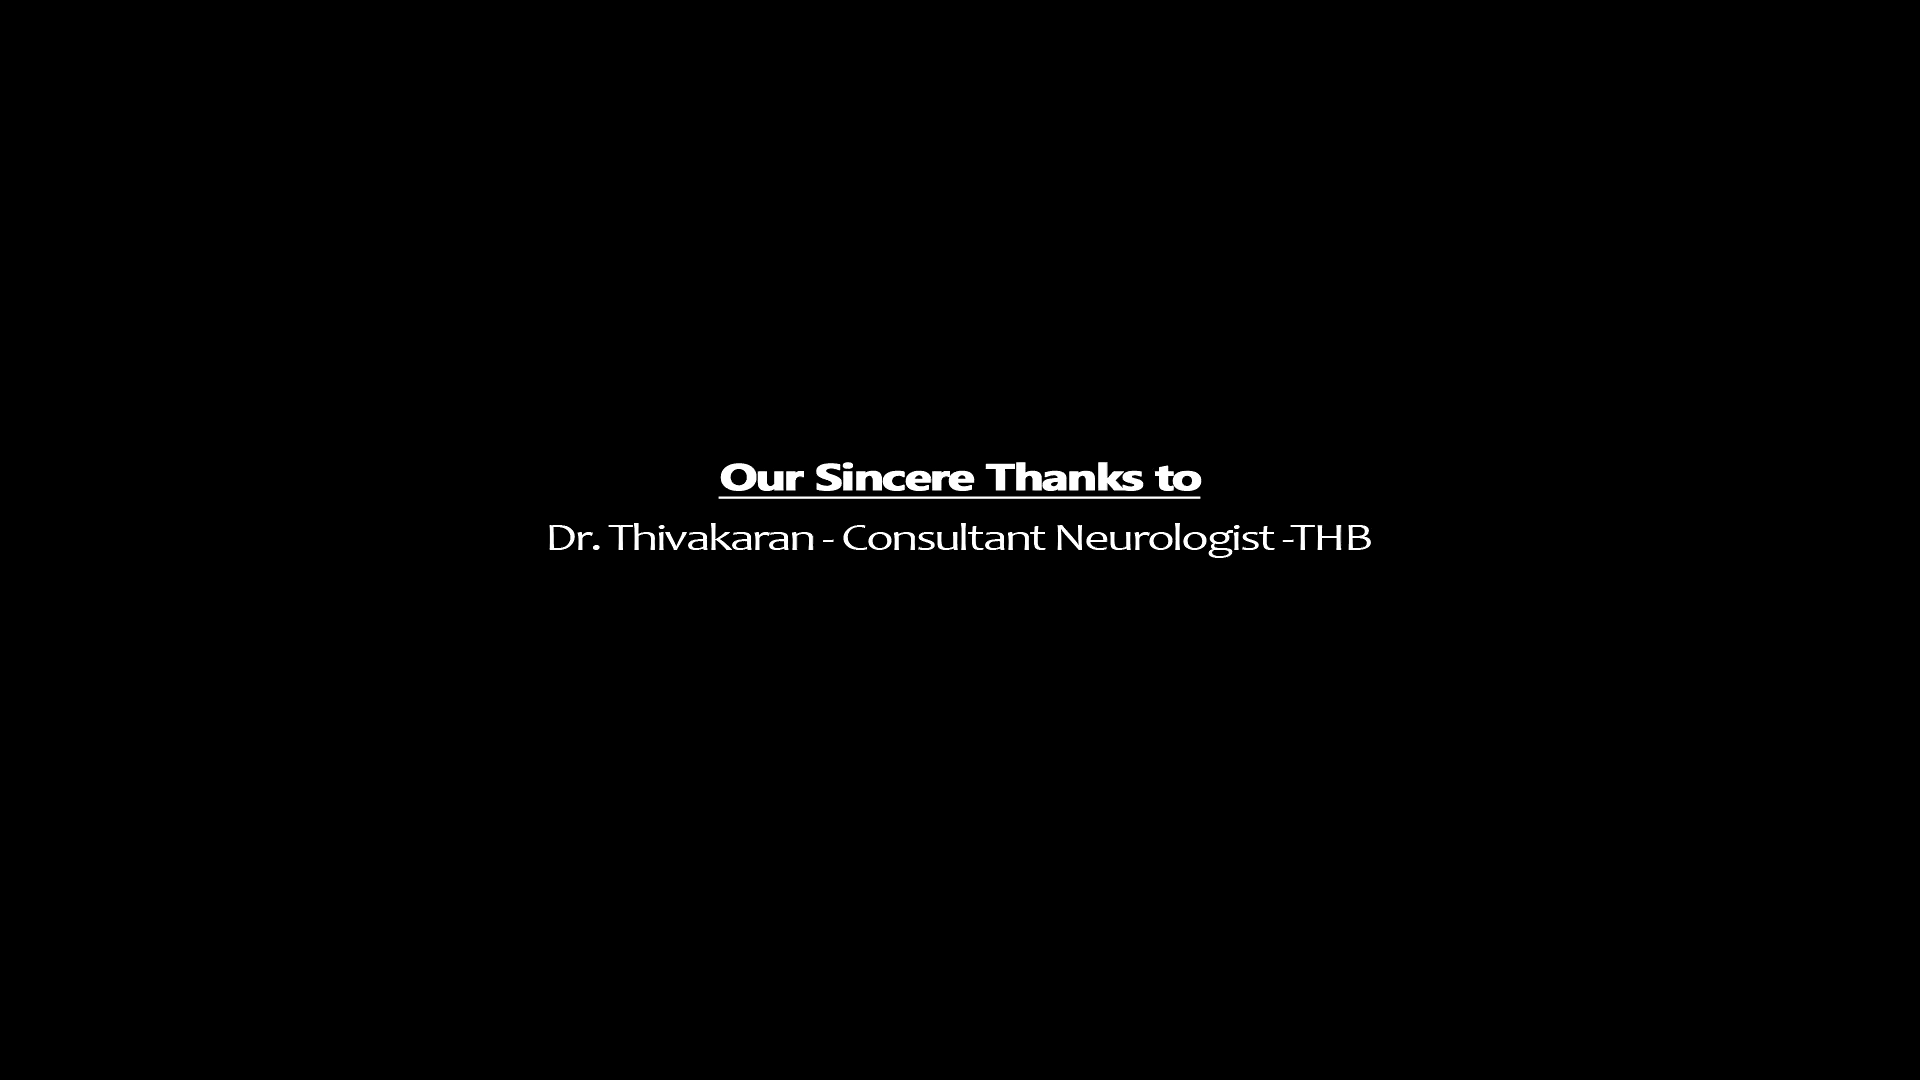 Our Sincere Thanks to
Dr. Thivakaran - Consultant Neurologist -THB